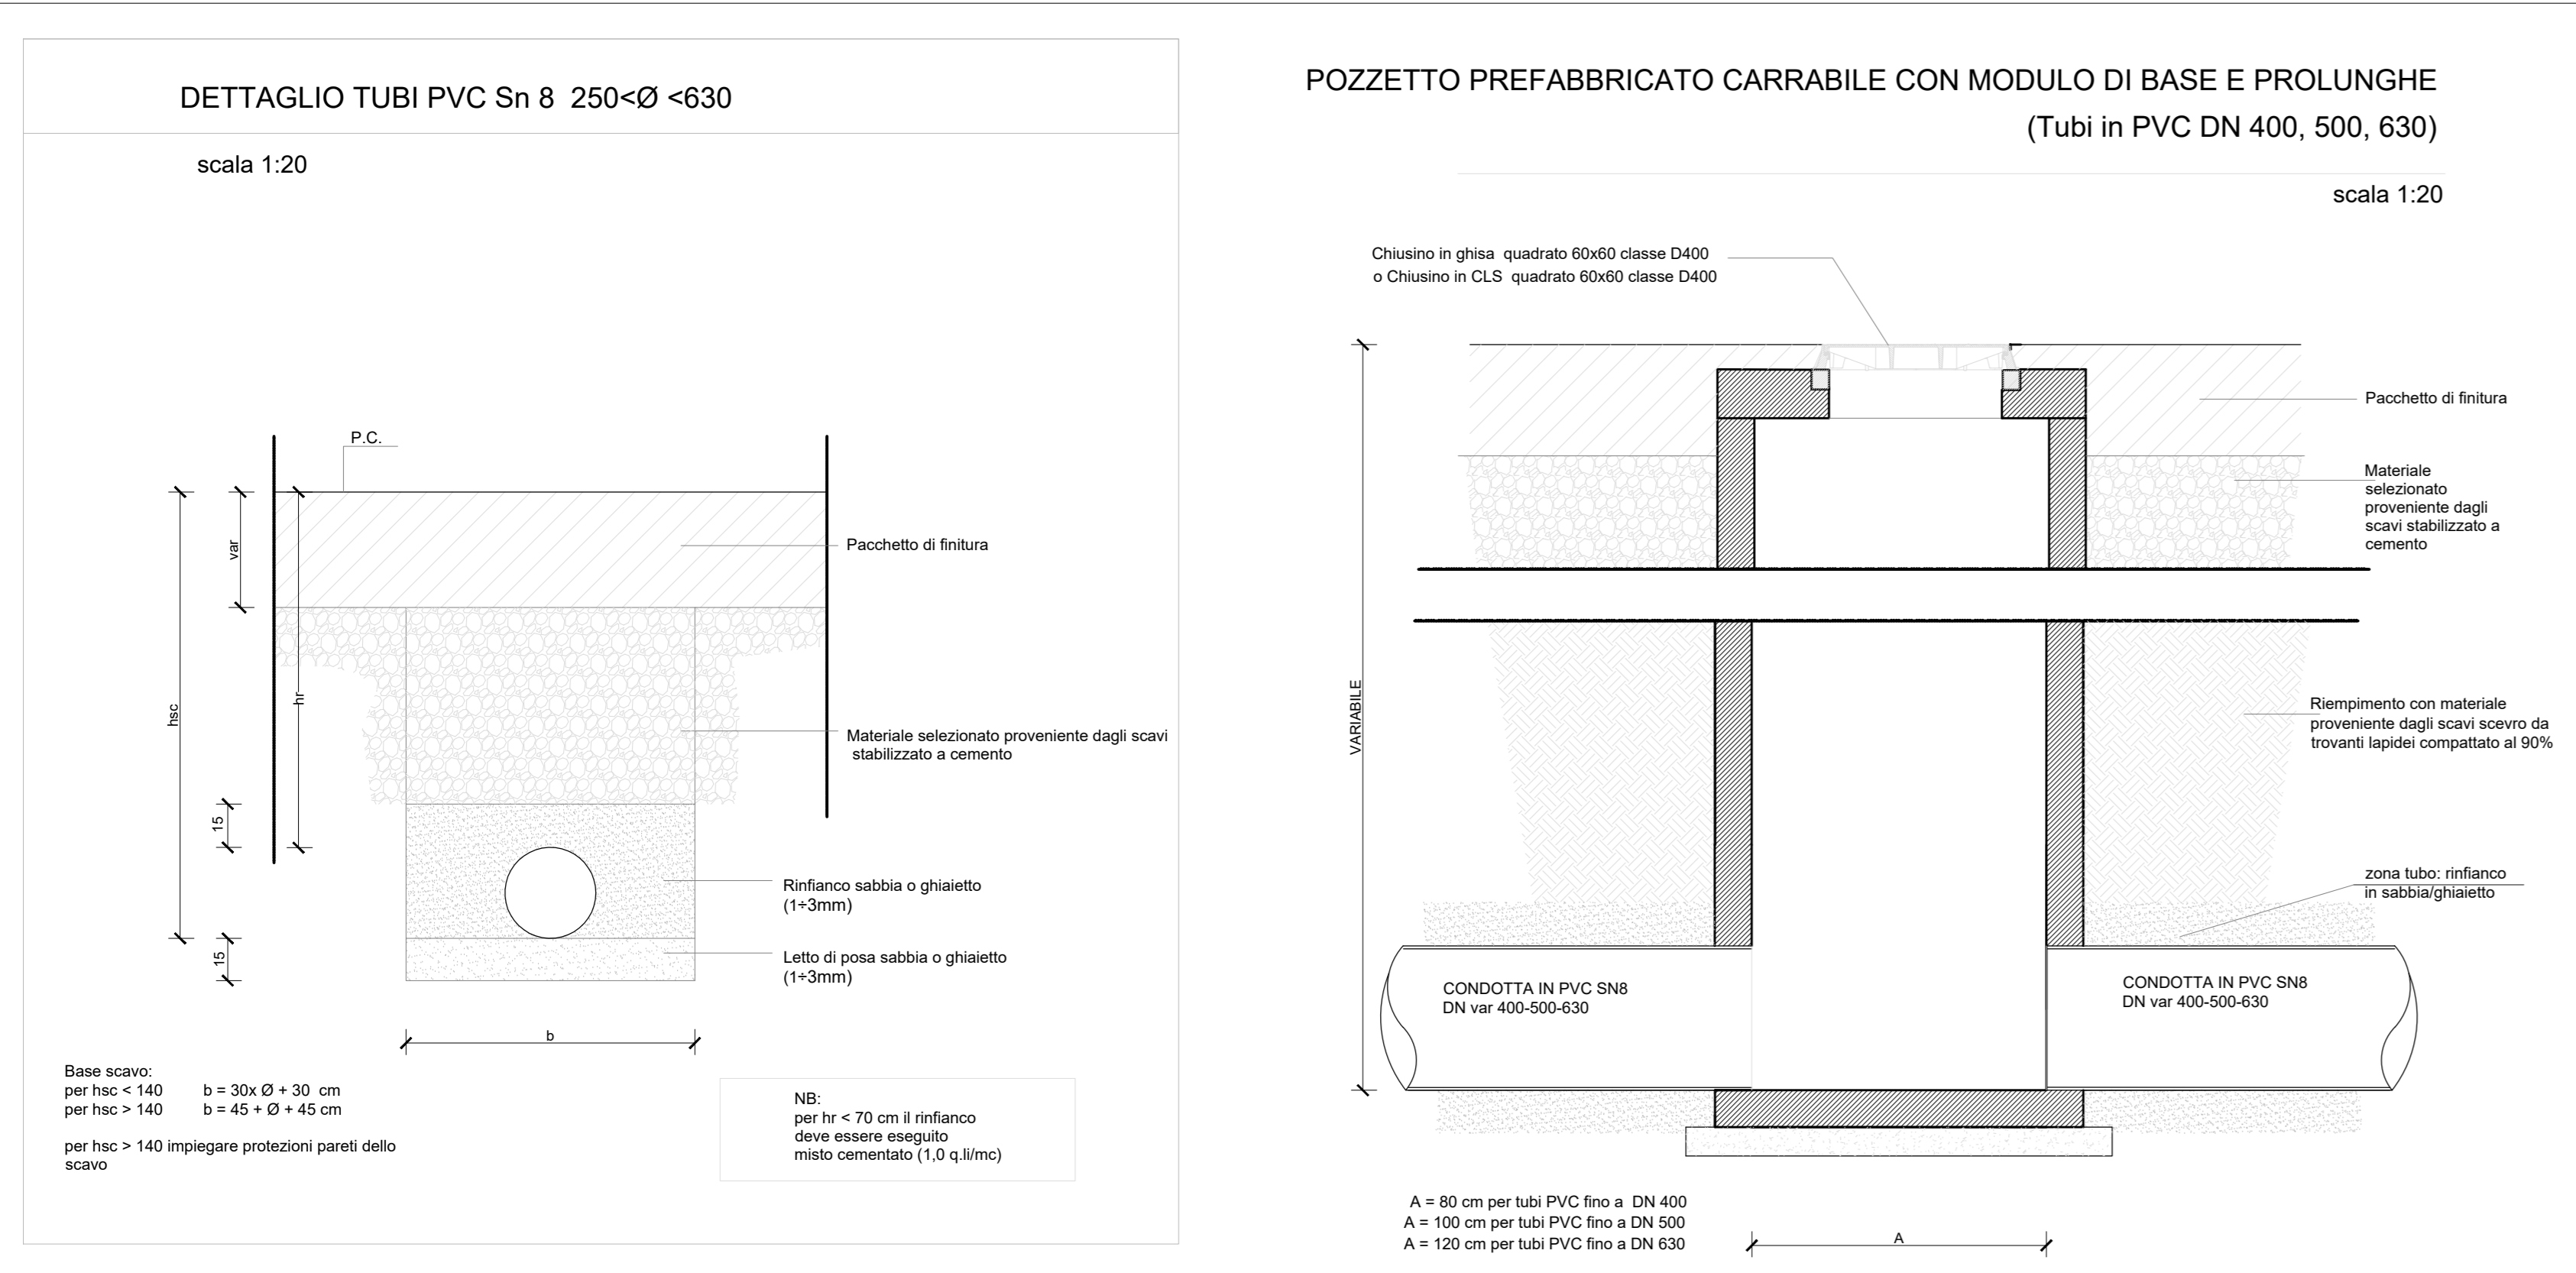 DETTAGLIO TUBI PVC Sn 8  250<Ø <630
scala 1:20
P.C.
var
hr
hsc
15
15
b
Pacchetto di finitura
Materiale selezionato proveniente dagli scavi
stabilizzato a cemento
Rinfianco sabbia o ghiaietto
(1÷3mm)
Letto di posa sabbia o ghiaietto
(1÷3mm)
Base scavo:
per hsc < 140 b = 30x Ø + 30  cm
per hsc > 140 b = 45 + Ø + 45 cm
per hsc > 140 impiegare protezioni pareti dello
scavo
NB:
per hr < 70 cm il rinfianco
deve essere eseguito
misto cementato (1,0 q.li/mc)
POZZETTO PREFABBRICATO CARRABILE CON MODULO DI BASE E PROLUNGHE
(Tubi in PVC DN 400, 500, 630)
scala 1:20
Chiusino in ghisa  quadrato 60x60 classe D400
o Chiusino in CLS  quadrato 60x60 classe D400
Pacchetto di finitura
Materiale
selezionato
proveniente dagli
scavi stabilizzato a
cemento
VARIABILE
Riempimento con materiale
proveniente dagli scavi scevro da
trovanti lapidei compattato al 90%
zona tubo: rinfianco
in sabbia/ghiaietto
CONDOTTA IN PVC SN8
DN var 400-500-630
CONDOTTA IN PVC SN8
DN var 400-500-630
A = 80 cm per tubi PVC fino a  DN 400
A = 100 cm per tubi PVC fino a DN 500
A = 120 cm per tubi PVC fino a DN 630
A